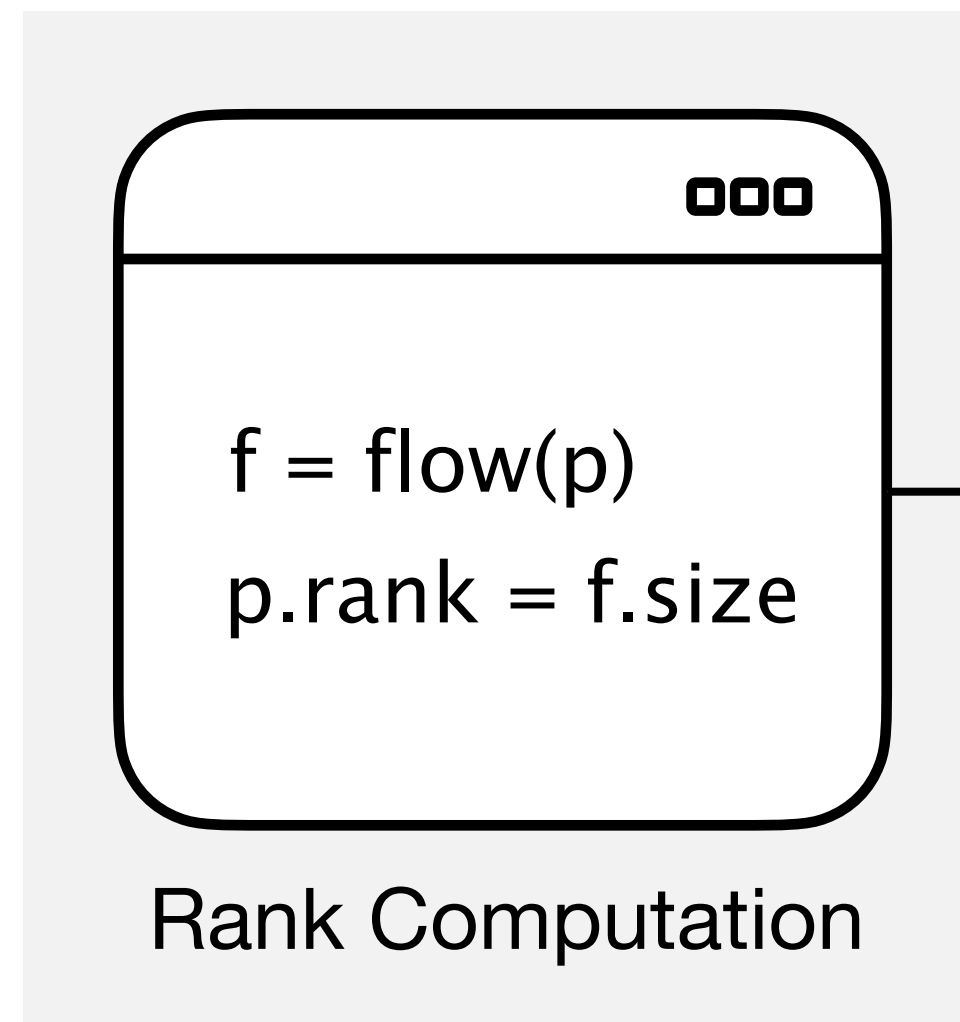 f = flow(p)
p.rank = f.size
Rank Computation